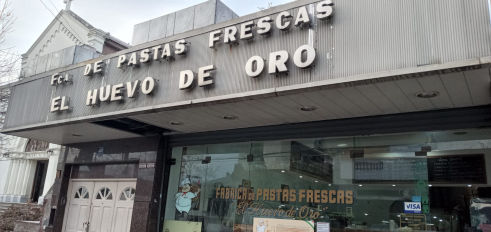 Fca. DE PASTAS FRESCAS
EL HUEVO DE ORO
FABRICA DE PASTAS FRESCAS
El Huevo de Oro
VISA